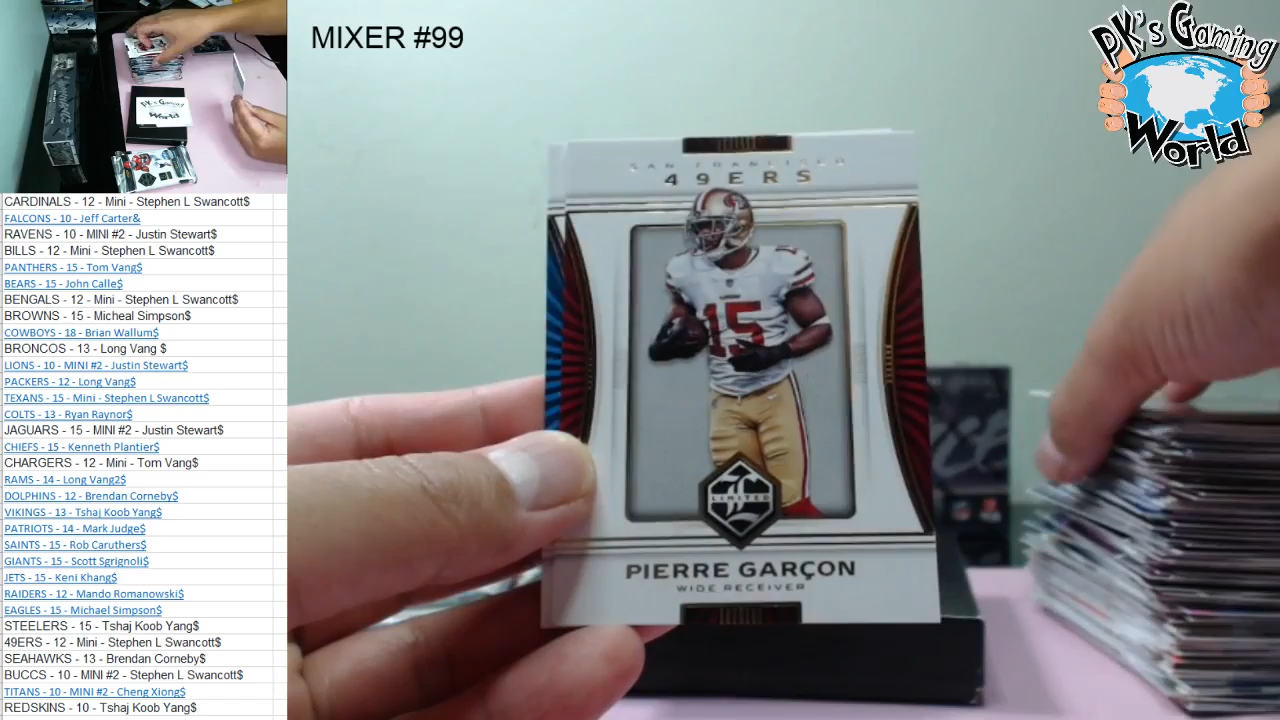 MIXER #99
PK's Gaming
World
PK's Gaming
World
CARDINALS - 12 - Mini - Stephen L Swancott$
FALCONS - 10 - Jeff Carter&
RAVENS - 10 - MINI #2 - Justin Stewart$
BILLS - 12 - Mini - Stephen L Swancott$
PANTHERS - 15 - Tom Vang$
BEARS - 15 - John Calle$
BENGALS - 12 - Mini - Stephen L Swancott$
BROWNS - 15 - Micheal Simpson$
COWBOYS - 18 - Brian Wallum$
BRONCOS - 13 - Long Vang $
LIONS - 10 - MINI #2 - Justin Stewart$
PACKERS - 12 - Long Vang$
TEXANS - 15 - Mini - Stephen L Swancott$
COLTS - 13 - Ryan Raynor$
JAGUARS - 15 - MINI #2 - Justin Stewart$
CHIEFS - 15 - Kenneth Plantier$
CHARGERS - 12 - Mini - Tom Vang$
RAMS - 14 - Long Vang2$
DOLPHINS - 12 - Brendan Corneby$
VIKINGS - 13 - Tshaj Koob Yang$
PATRIOTS - 14 - Mark Judge$
SAINTS - 15 - Rob Caruthers$
GIANTS - 15 - Scott Sgrignoli$
JETS - 15 - Keni Khang$
RAIDERS - 12 - Mando Romanowski$
EAGLES - 15 - Michael Simpson$
STEELERS - 15 - Tshaj Koob Yang$
49ERS - 12 - Mini - Stephen L Swancott$
SEAHAWKS - 13 - Brendan Corneby$
BUCCS - 10 - MINI #2 - Stephen L Swancott$
TITANS - 10 - MINI #2 - Cheng Xiong$
REDSKINS - 10 - Tshaj Koob Yang$
SAN FRANCISCO
49ERS
15
15
LIMITED
PIERRE GARÇON
WIDE RECEIVER